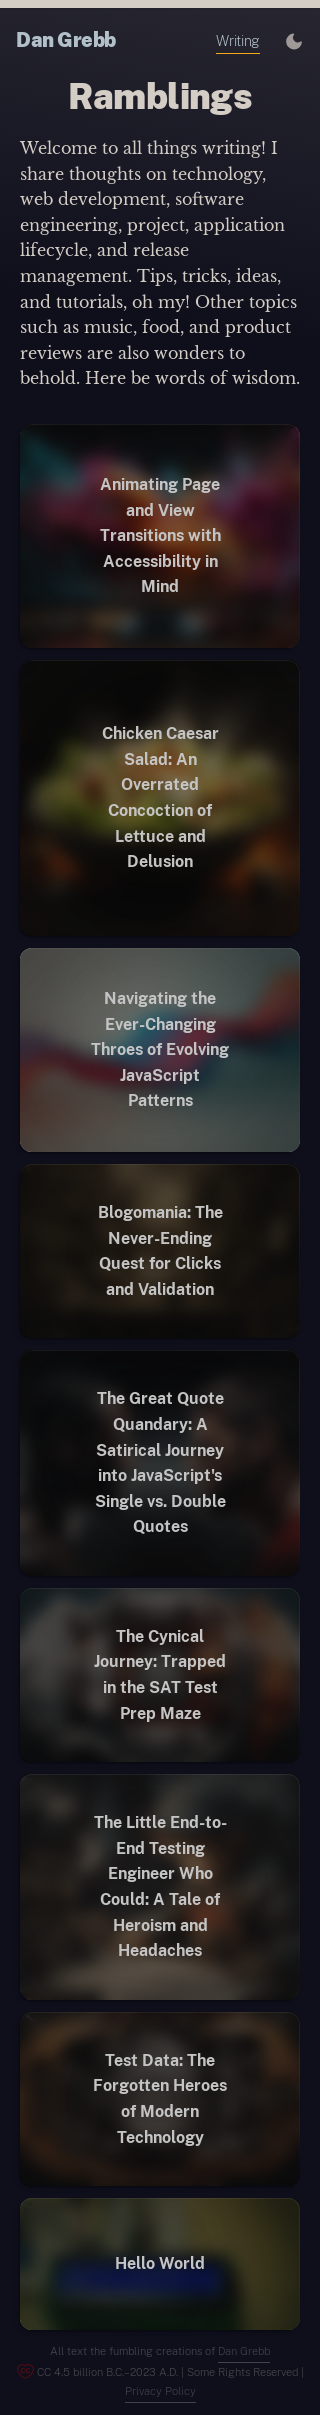 Dan Grebb
Writing
Ramblings
Welcome to all things writing! I
share thoughts on technology,
web development, software
engineering, project, application
lifecycle, and release
management. Tips, tricks, ideas,
and tutorials, oh my! Other topics
such as music, food, and product
reviews are also wonders to
behold. Here be words of wisdom.
Animating Page
and View
Transitions with
Accessibility in
Mind
Chicken Caesar
Salad: An
Overrated
Concoction of
Lettuce and
Delusion
Navigating the
Ever-Changing
Throes of Evolving
JavaScript
Patterns
Blogomania: The
Never-Ending
Quest for Clicks
and Validation
The Great Quote
Quandary: A
Satirical Journey
into JavaScript's
Single vs. Double
Quotes
The Cynical
Journey: Trapped
in the SAT Test
Prep Maze
The Little End-to-
End Testing
Engineer Who
Could: A Tale of
Heroism and
Headaches
Test Data: The
Forgotten Heroes
of Modern
Technology
Hello World
All text the fumbling creations of Dan Grebb
CC 4.5 billion B.C.–2023 A.D. | Some Rights Reserved |
Privacy Policy